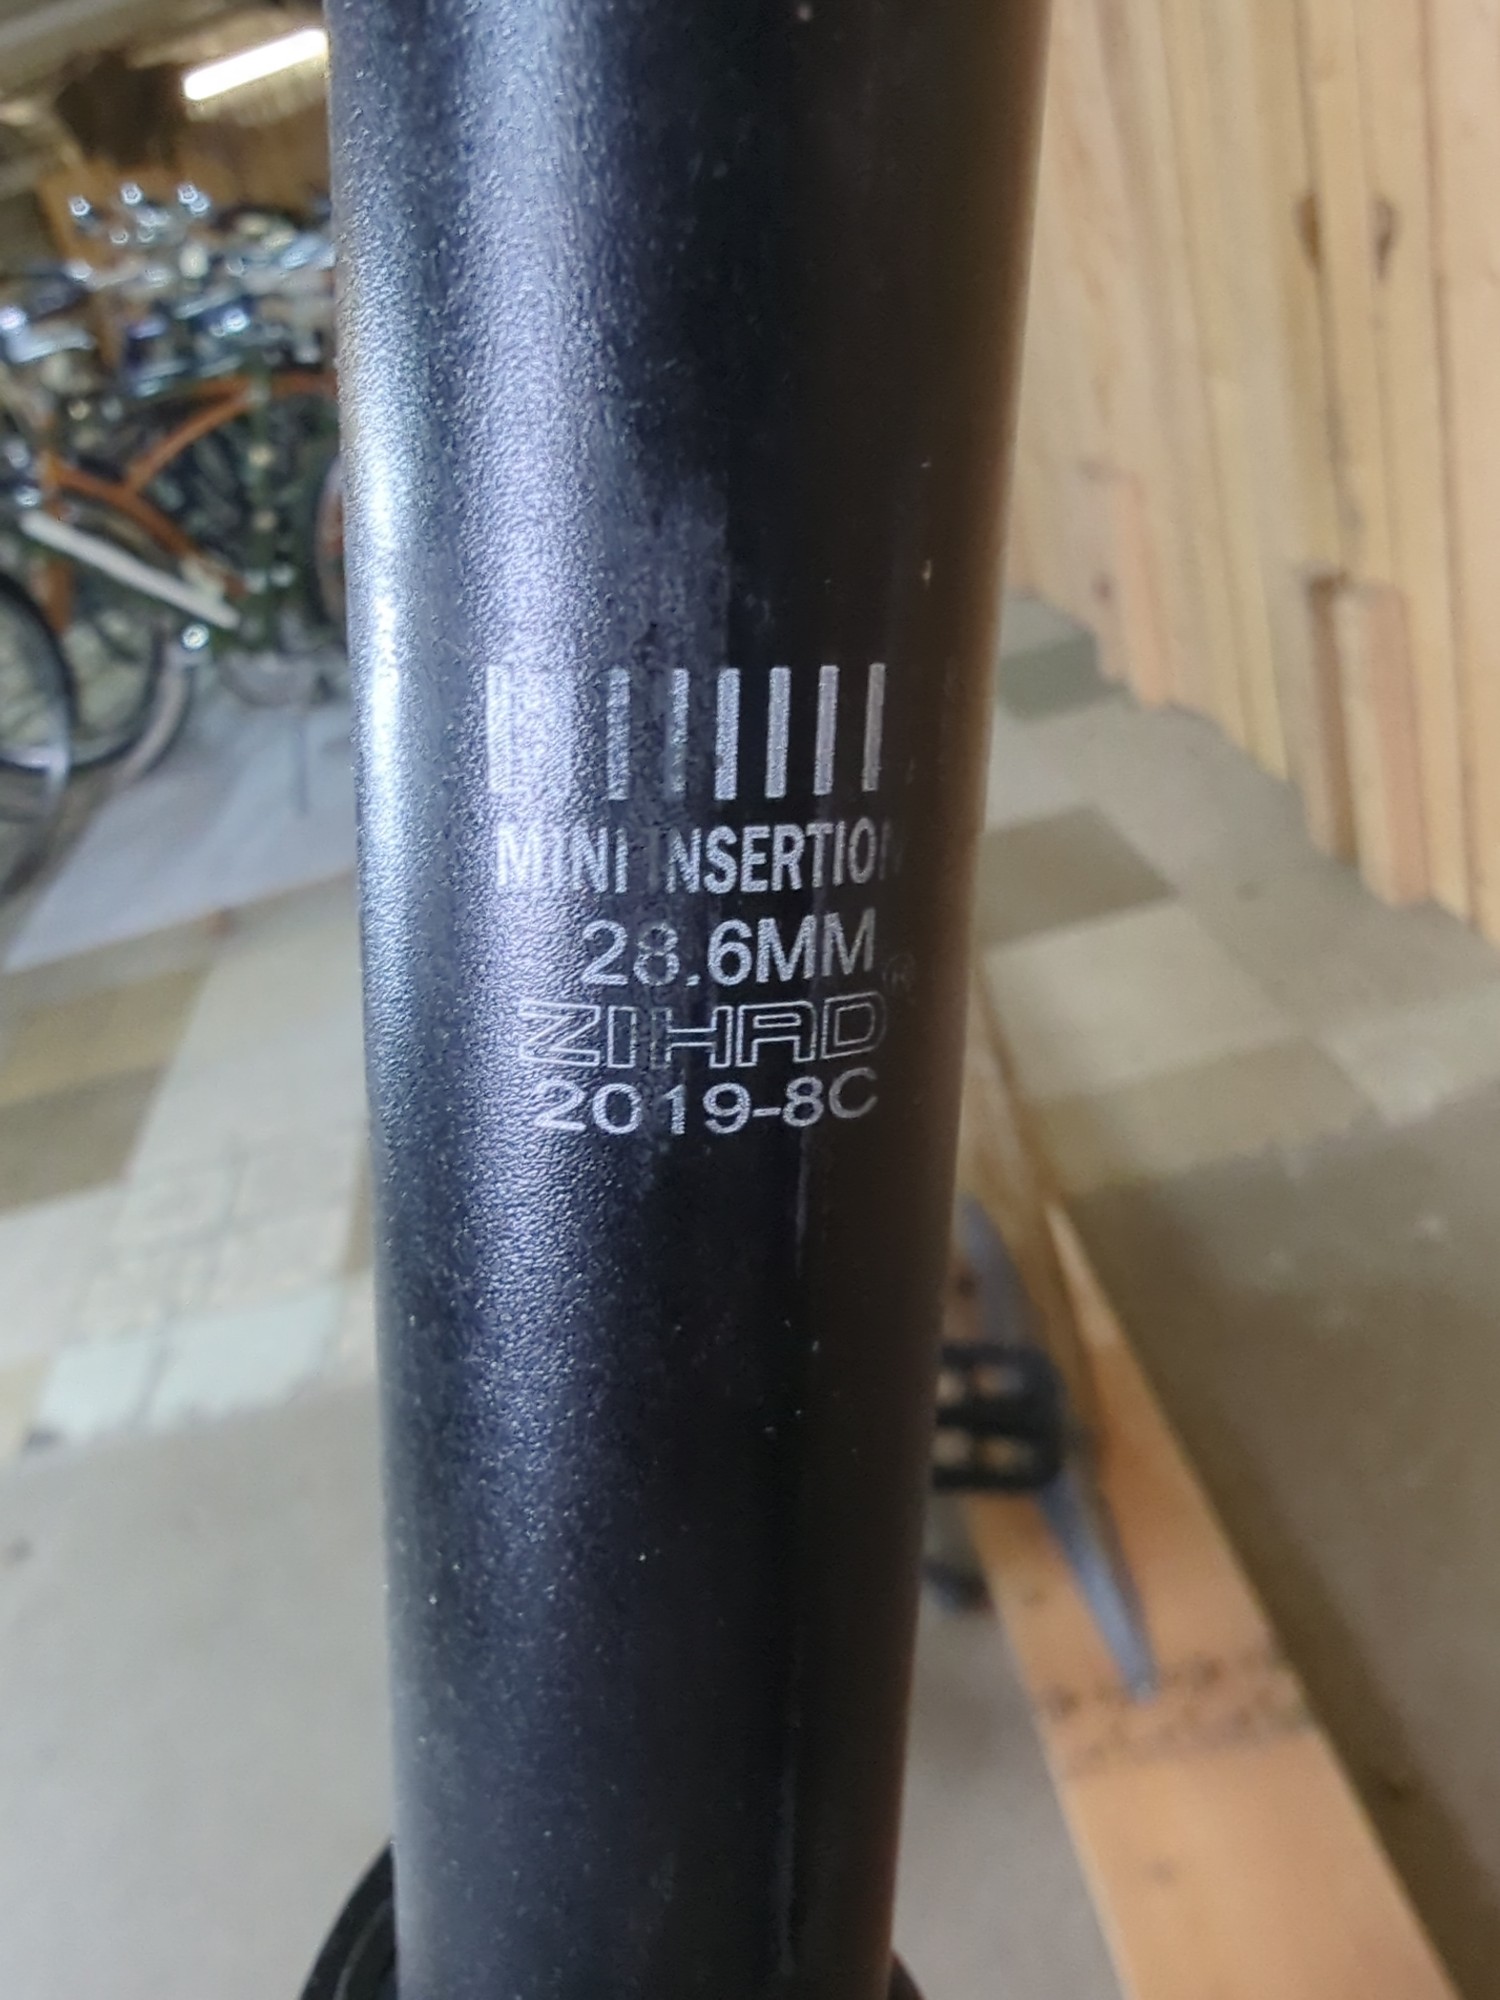 MINI INSERTION
28.6MM
ZIHAD®
2019-8C